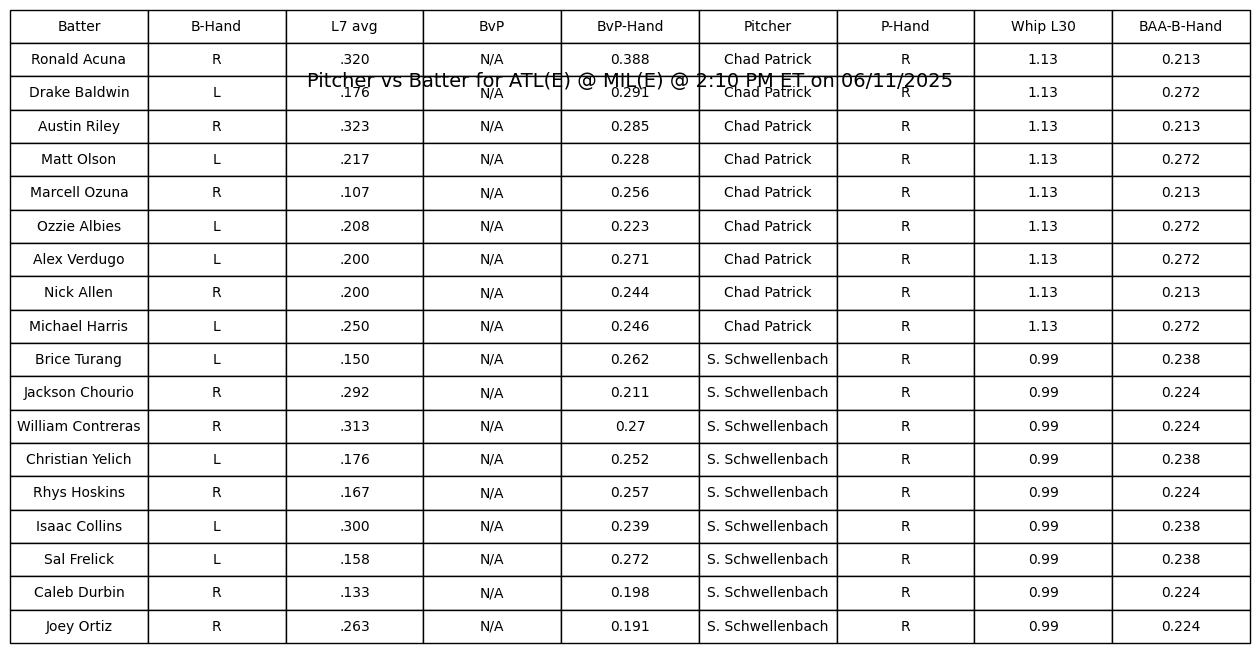 Batter B-Hand L7 avg BvP BvP-Hand Pitcher P-Hand Whip L30 BAA-B-Hand
Ronald Acuna R .320 N/A 0.388 Chad Patrick R 1.13 0.213
Pitcher vs Batter for ATL(E) @ MIL(E) @ 2:10 PM ET on 06/11/2025
Drake Baldwin L .176 N/A 0.291 Chad Patrick R 1.13 0.272
Austin Riley R .323 N/A 0.285 Chad Patrick R 1.13 0.213
Matt Olson L .217 N/A 0.228 Chad Patrick R 1.13 0.272
Marcell Ozuna R .107 N/A 0.256 Chad Patrick R 1.13 0.213
Ozzie Albies L .208 N/A 0.223 Chad Patrick R 1.13 0.272
Alex Verdugo L .200 N/A 0.271 Chad Patrick R 1.13 0.272
Nick Allen R .200 N/A 0.244 Chad Patrick R 1.13 0.213
Michael Harris L .250 N/A 0.246 Chad Patrick R 1.13 0.272
Brice Turang L .150 N/A 0.262 S. Schwellenbach R 0.99 0.238
Jackson Chourio R .292 N/A 0.211 S. Schwellenbach R 0.99 0.224
William Contreras R .313 N/A 0.27 S. Schwellenbach R 0.99 0.224
Christian Yelich L .176 N/A 0.252 S. Schwellenbach R 0.99 0.238
Rhys Hoskins R .167 N/A 0.257 S. Schwellenbach R 0.99 0.224
Isaac Collins L .300 N/A 0.239 S. Schwellenbach R 0.99 0.238
Sal Frelick L .158 N/A 0.272 S. Schwellenbach R 0.99 0.238
Caleb Durbin R .133 N/A 0.198 S. Schwellenbach R 0.99 0.224
Joey Ortiz R .263 N/A 0.191 S. Schwellenbach R 0.99 0.224